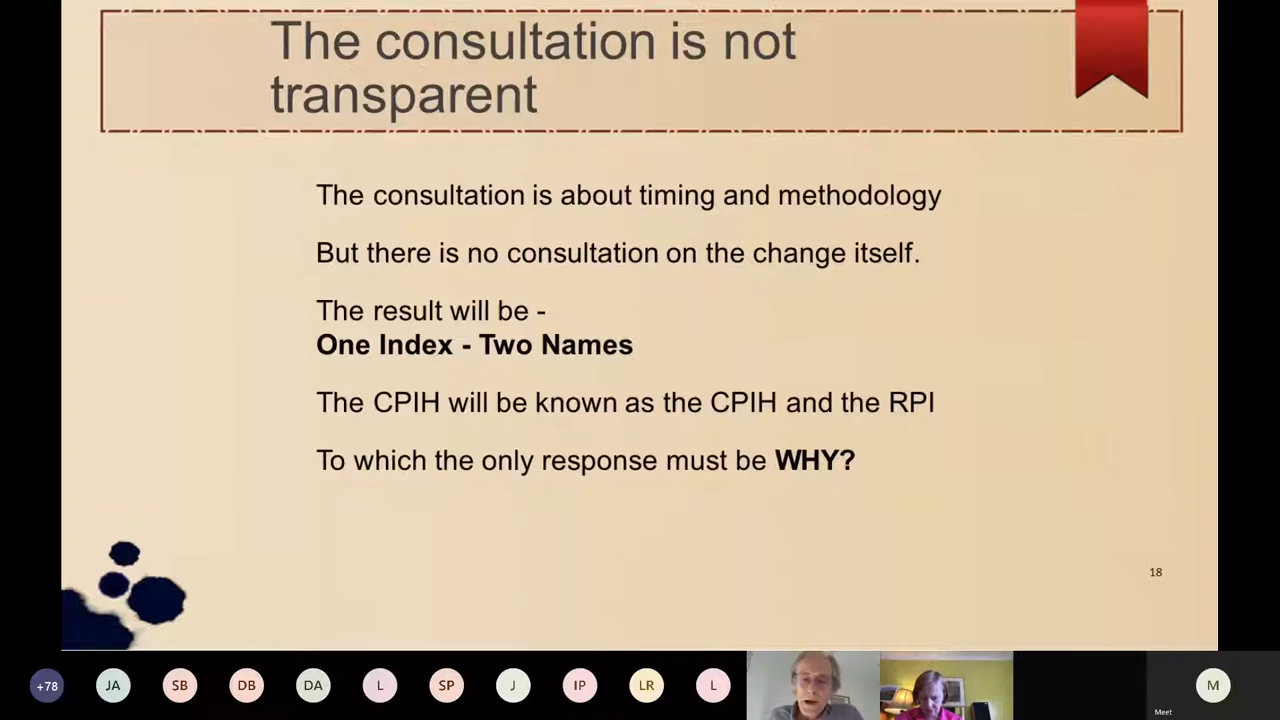 The consultation is not
transparent
The consultation is about timing and methodology
But there is no consultation on the change itself.
The result will be -
One Index - Two Names
The CPIH will be known as the CPIH and the RPI
To which the only response must be WHY?
18
+78 JA SB DB DA L SP J IP LR L M
Meet